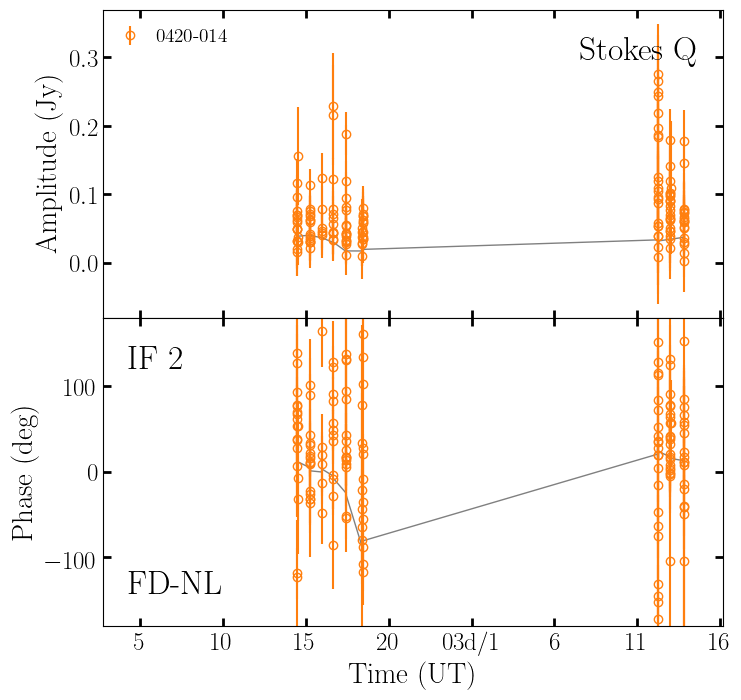 0420-014
Stokes Q
0.3
0.2
0.1
0.0
Amplitude (Jy)
IF 2
100
0
−100
Phase (deg)
FD-NL
5 10 15 20 03d/1 6 11 16
Time (UT)